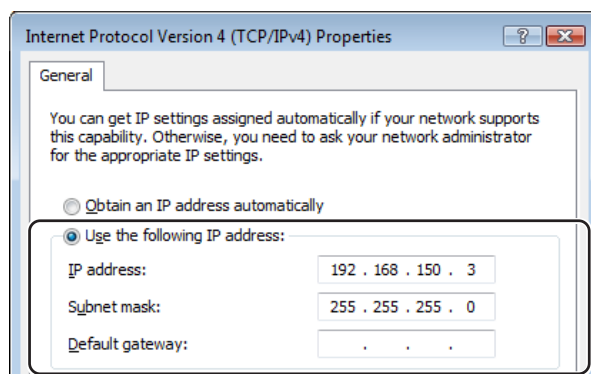 Internet Protocol Version 4 (TCP/IPv4) Properties
General
You can get IP settings assigned automatically if your network supports
this capability. Otherwise, you need to ask your network administrator
for the appropriate IP settings.
Obtain an IP address automatically
Use the following IP address:
IP address: 192 . 168 . 150 . 3
Subnet mask: 255 . 255 . 255 . 0
Default gateway: . . .